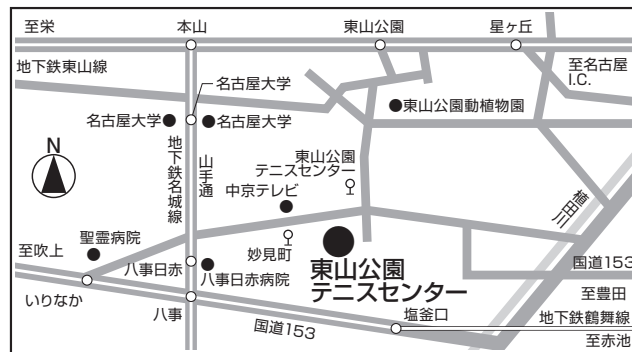 至栄
本山
東山公園
星ヶ丘
地下鉄東山線
名古屋大学
至名古屋
I.C.
名古屋大学
名古屋大学
東山公園動植物園
N
地下鉄名城線
山手通
東山公園
テニスセンター
中京テレビ
植田川
聖霊病院
至吹上
妙見町
八事日赤
八事日赤病院
東山公園
テニスセンター
国道153
いりなか
八事
国道153
塩釜口
至豊田
地下鉄鶴舞線
至赤池